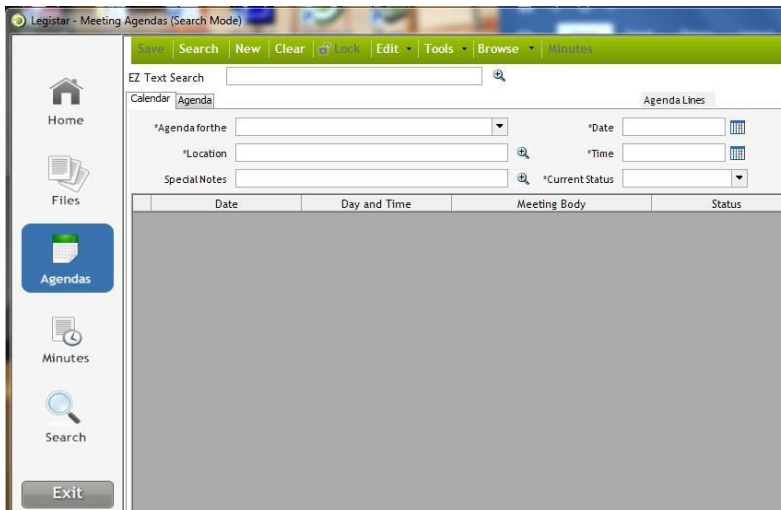 Legistar - Meeting Agendas (Search Mode)
Save Search New Clear Lock Edit Tools Browse Minutes
EZ Text Search
Calendar Agenda Agenda Lines
Home
*Agenda forthe *Date
*Location *Time
Special Notes *Current Status
Files
Date Day and Time Meeting Body Status
Agendas
Minutes
Search
Exit